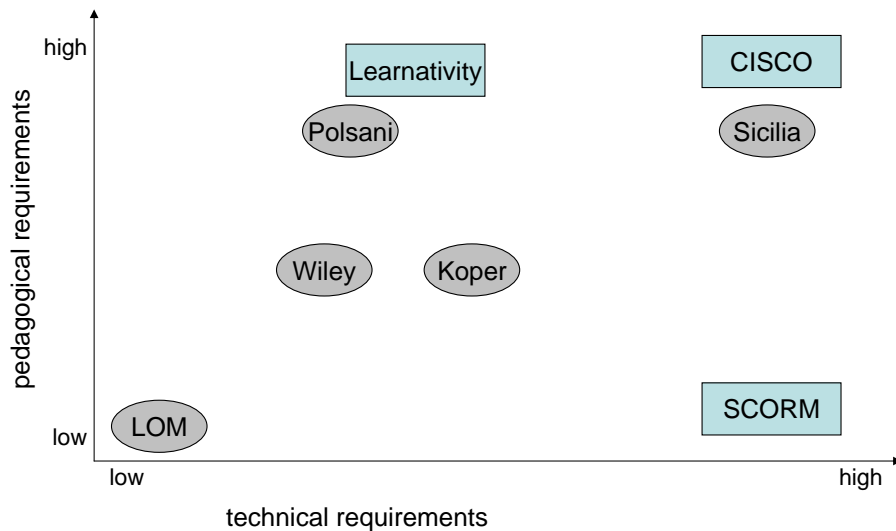 high
Learnativity
CISCO
Polsani
Sicilia
pedagogical requirements
Wiley
Koper
LOM
SCORM
low
low
high
technical requirements